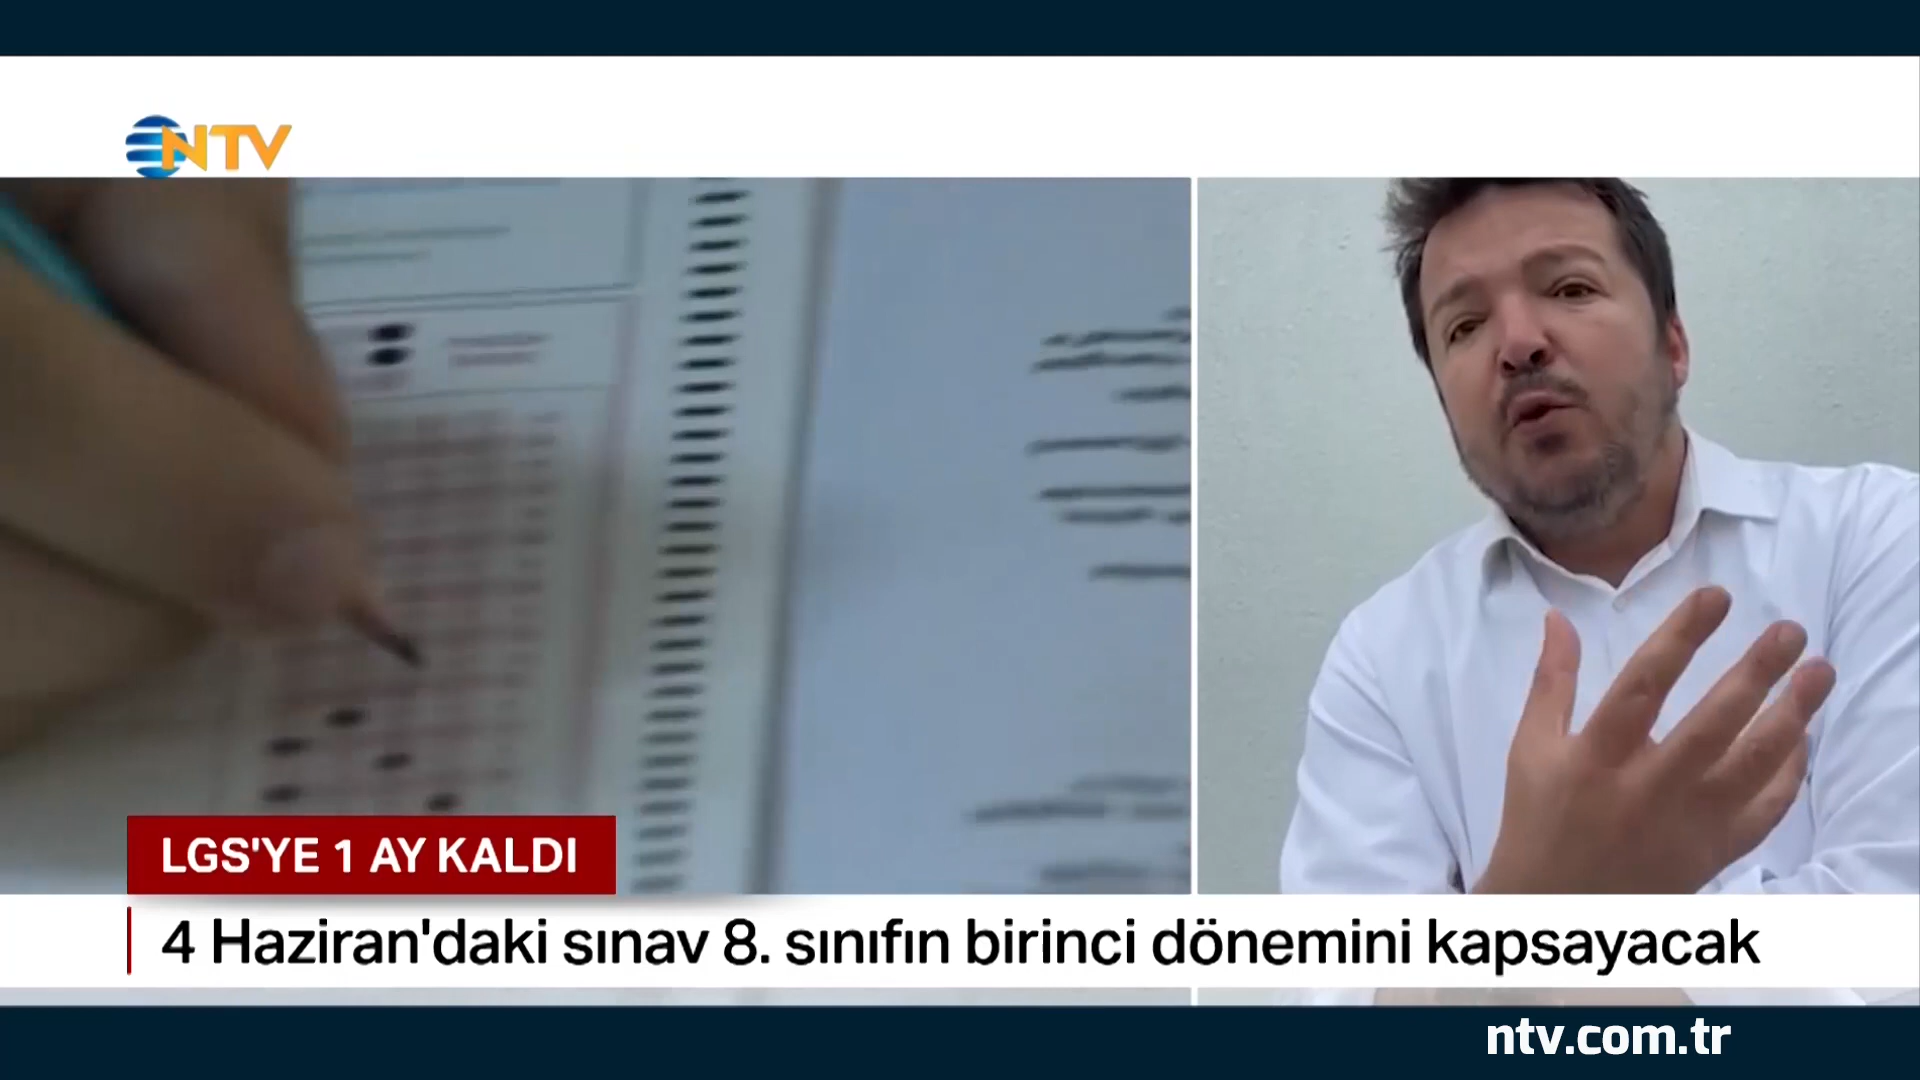 NTV
LGS'YE 1 AY KALDI
4 Haziran'daki sınav 8. sınıfın birinci dönemini kapsayacak
ntv.com.tr